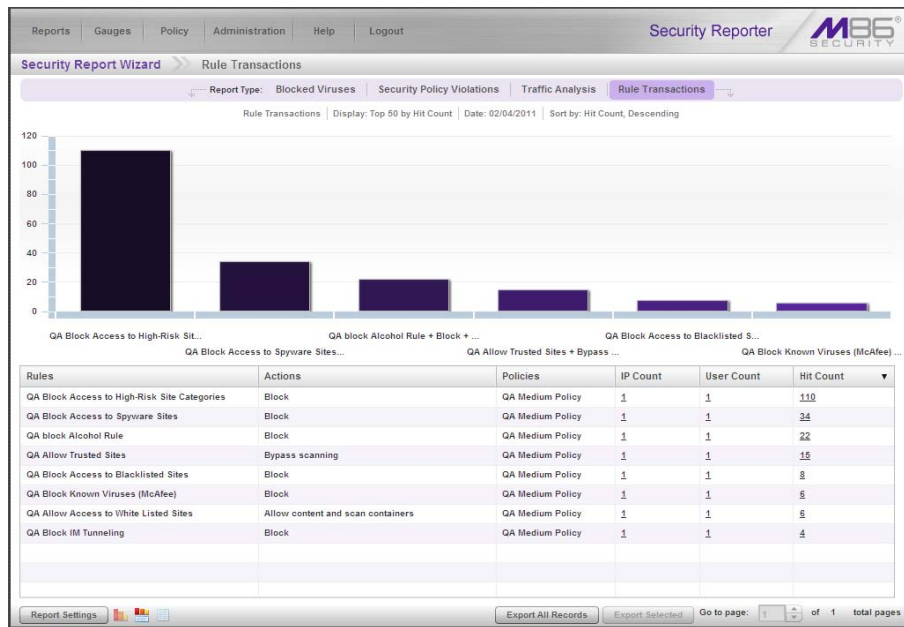 Reports Gauges Policy Administration Help Logout Security Reporter M86®
SECURITY
Security Report Wizard Rule Transactions
Report Type: Blocked Viruses Security Policy Violations Traffic Analysis Rule Transactions
Rule Transactions Display: Top 50 by Hit Count Date: 02/04/2011 Sort by: Hit Count, Descending
120
100
80
60
40
20
0
QA Block Access to High-Risk Sit... QA block Alcohol Rule + Block + ... QA Block Access to Blacklisted S...
QA Block Access to Spyware Sites... QA Allow Trusted Sites + Bypass ... QA Block Known Viruses (McAfee) ...
Rules Actions Policies IP Count User Count Hit Count
QA Block Access to High-Risk Site Categories Block QA Medium Policy 1 1 110
QA Block Access to Spyware Sites Block QA Medium Policy 1 1 34
QA block Alcohol Rule Block QA Medium Policy 1 1 22
QA Allow Trusted Sites Bypass scanning QA Medium Policy 1 1 15
QA Block Access to Blacklisted Sites Block QA Medium Policy 1 1 8
QA Block Known Viruses (McAfee) Block QA Medium Policy 1 1 6
QA Allow Access to White Listed Sites Allow content and scan containers QA Medium Policy 1 1 6
QA Block IM Tunneling Block QA Medium Policy 1 1 4
Report Settings Export All Records Export Selected Go to page: 1 of 1 total pages